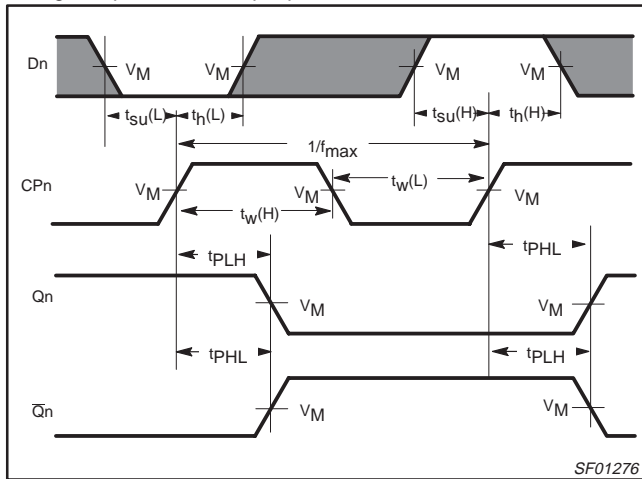 Dn
VM
VM
VM
VM
tsu(L)
th(L)
tsu(H)
th(H)
1/fmax
CPn
VM
VM
tw(L)
VM
tw(H)
tPLH
tPHL
Qn
VM
VM
tPHL
tPLH
Q̅n
VM
VM
SF01276